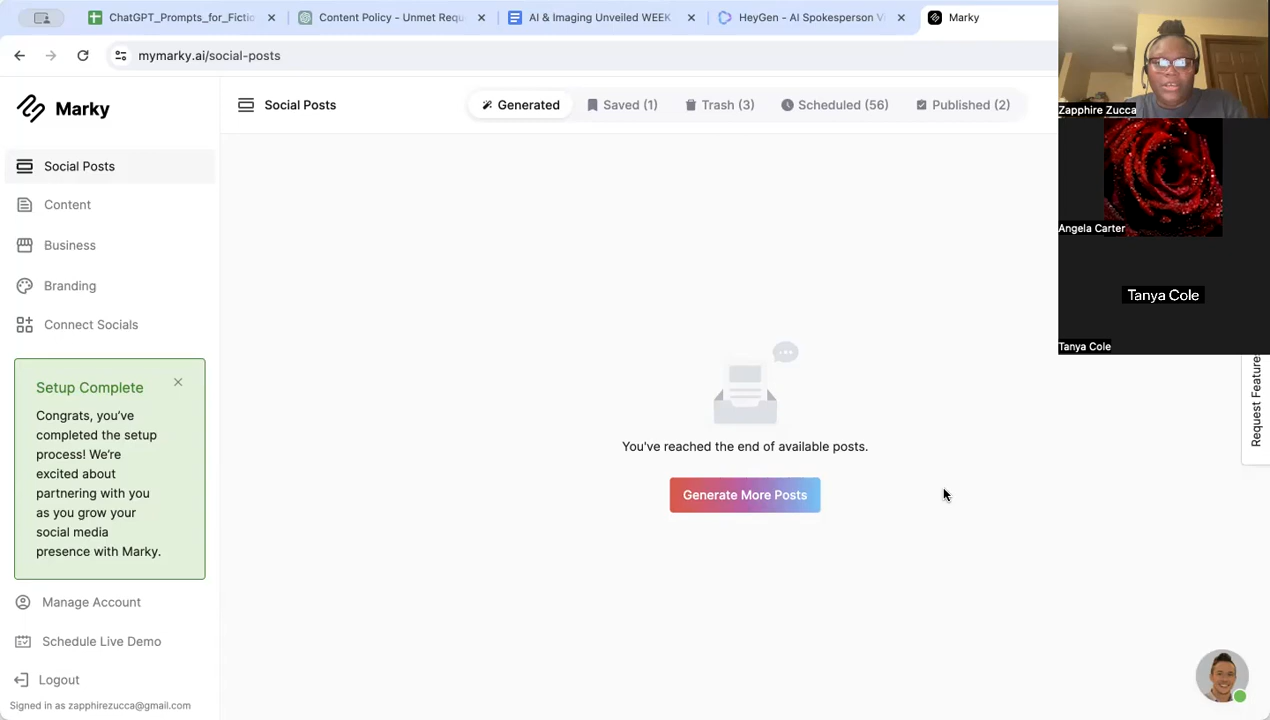 ChatGPT_Prompts_for_Fictio
Content Policy - Unmet Requ
AI & Imaging Unveiled WEEK
HeyGen - AI Spokesperson Vi
Marky
mymarky.ai/social-posts
Zapphire Zucca
Angela Carter
Tanya Cole
Tanya Cole
Marky
Social Posts
Content
Business
Branding
Connect Socials
Setup Complete
Congrats, you've
completed the setup
process! We're
excited about
partnering with you
as you grow your
social media
presence with Marky.
Manage Account
Schedule Live Demo
Logout
Signed in as zapphirezucca@gmail.com
Social Posts
Generated
Saved (1)
Trash (3)
Scheduled (56)
Published (2)
You've reached the end of available posts.
Generate More Posts
Request Feature